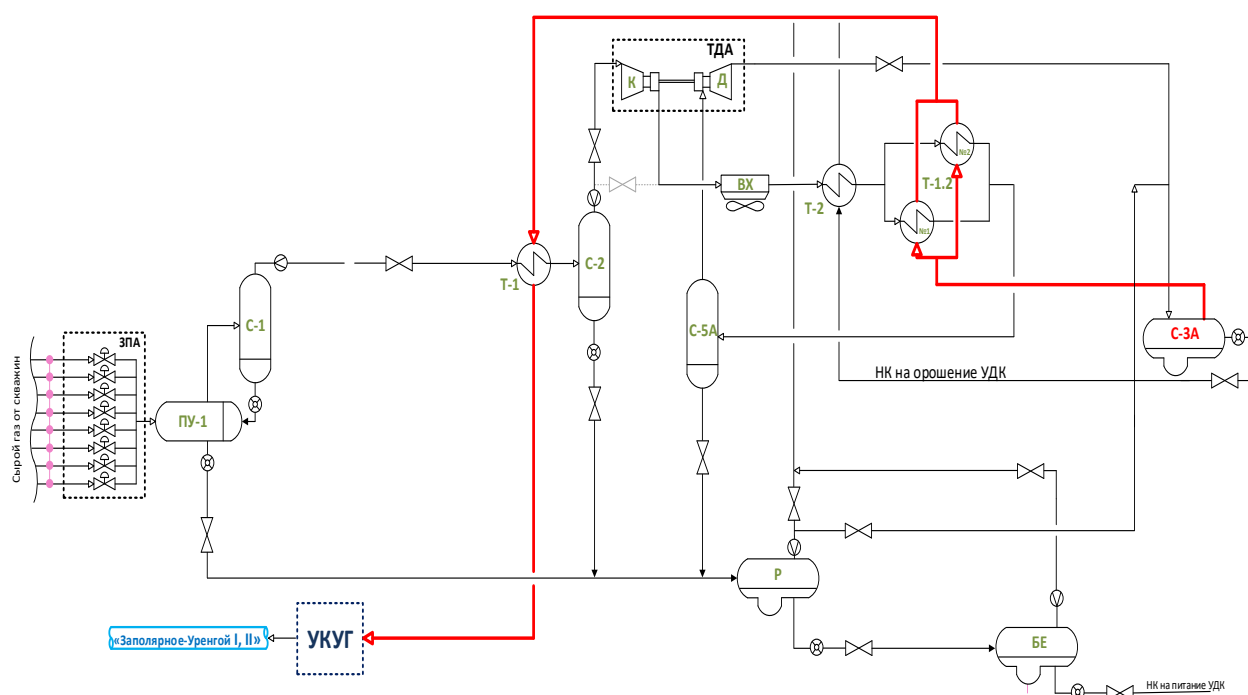 ТДА
К
Д
№2
ВХ
Т-2
Т-1.2
№1
С-2
Т-1
С-1
С-5А
С-3А
ЗПА
НК на орошение УДК
Сырой газ от скважин
ПУ-1
Р
УКУГ
«Заполярное-Уренгой I, II»
БЕ
НК на питание УДК